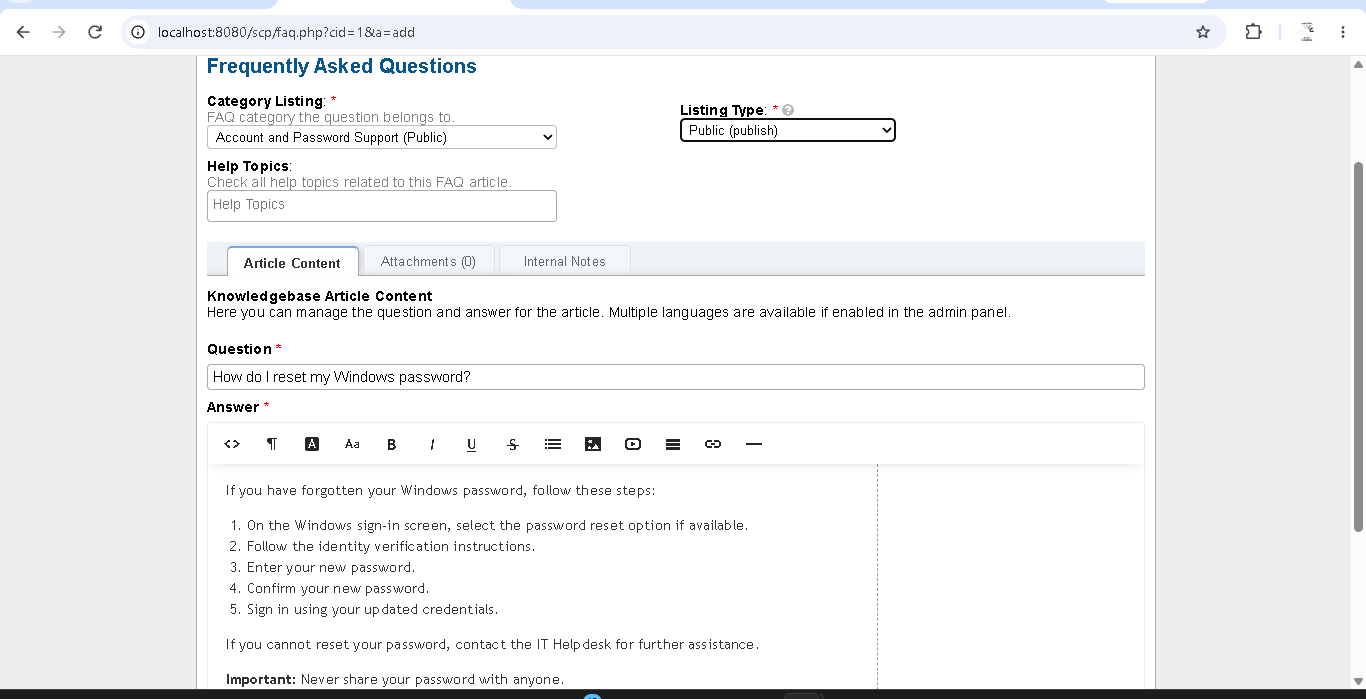 localhost:8080/scp/faq.php?cid=1&a=add
Frequently Asked Questions
Category Listing: *
FAQ category the question belongs to.
Account and Password Support (Public)
Listing Type: *
Public (publish)
Help Topics:
Check all help topics related to this FAQ article.
Help Topics
Article Content
Attachments (0)
Internal Notes
Knowledgebase Article Content
Here you can manage the question and answer for the article. Multiple languages are available if enabled in the admin panel.
Question *
How do I reset my Windows password?
Answer *
<> ¶ A Aa B I U S
If you have forgotten your Windows password, follow these steps:
1. On the Windows sign-in screen, select the password reset option if available.
2. Follow the identity verification instructions.
3. Enter your new password.
4. Confirm your new password.
5. Sign in using your updated credentials.
If you cannot reset your password, contact the IT Helpdesk for further assistance.
Important: Never share your password with anyone.